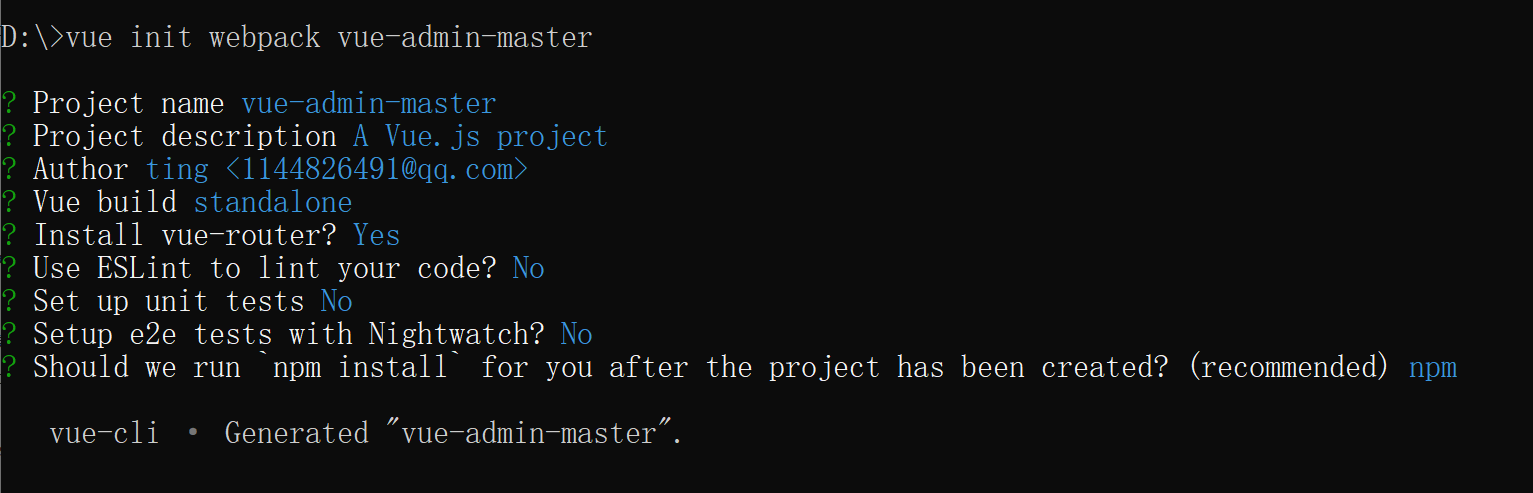 D:\>vue init webpack vue-admin-master
? Project name vue-admin-master
? Project description A Vue.js project
? Author ting <1144826491@qq.com>
? Vue build standalone
? Install vue-router? Yes
? Use ESLint to lint your code? No
? Set up unit tests No
? Setup e2e tests with Nightwatch? No
? Should we run `npm install` for you after the project has been created? (recommended) npm
vue-cli · Generated "vue-admin-master".